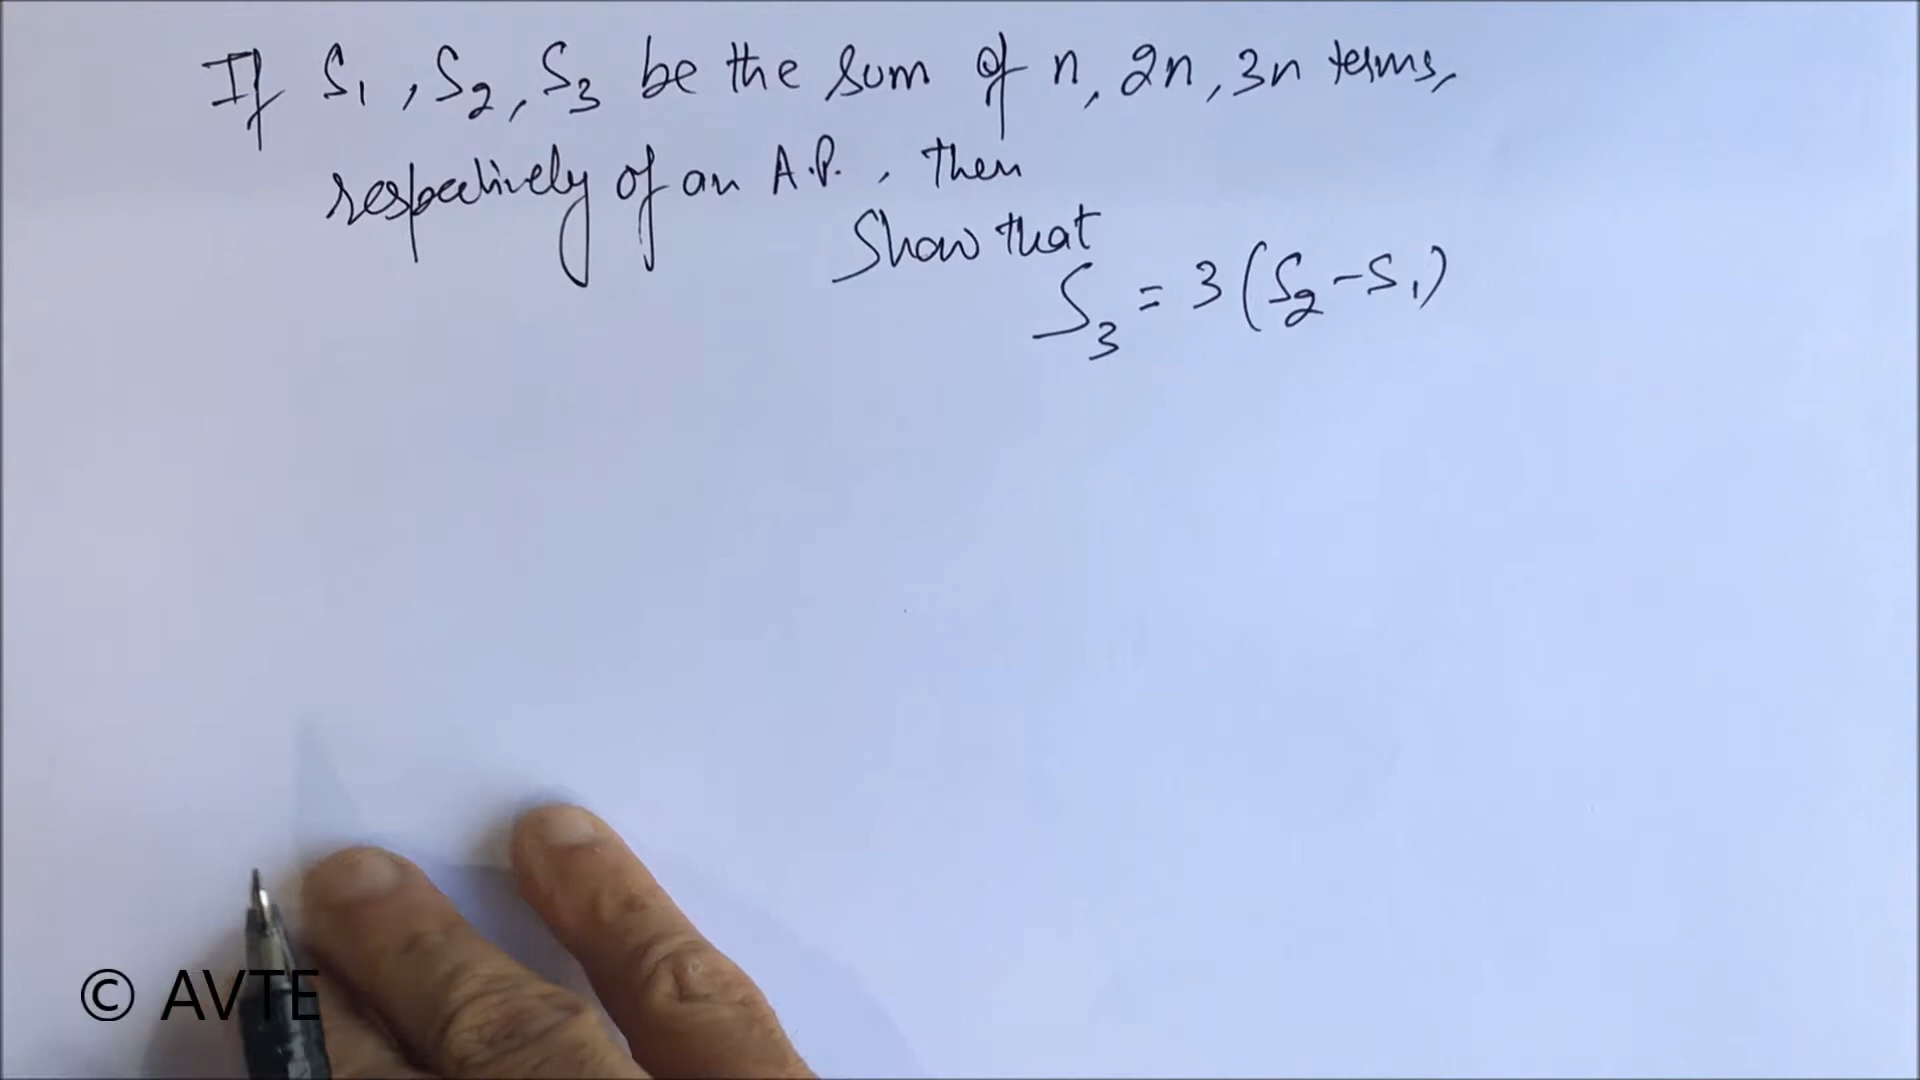 If S₁, S₂, S₃ be the sum of n, 2n, 3n terms,
respectively of an A.P., then
Show that
S₃ = 3(S₂-S₁)
© AVTE